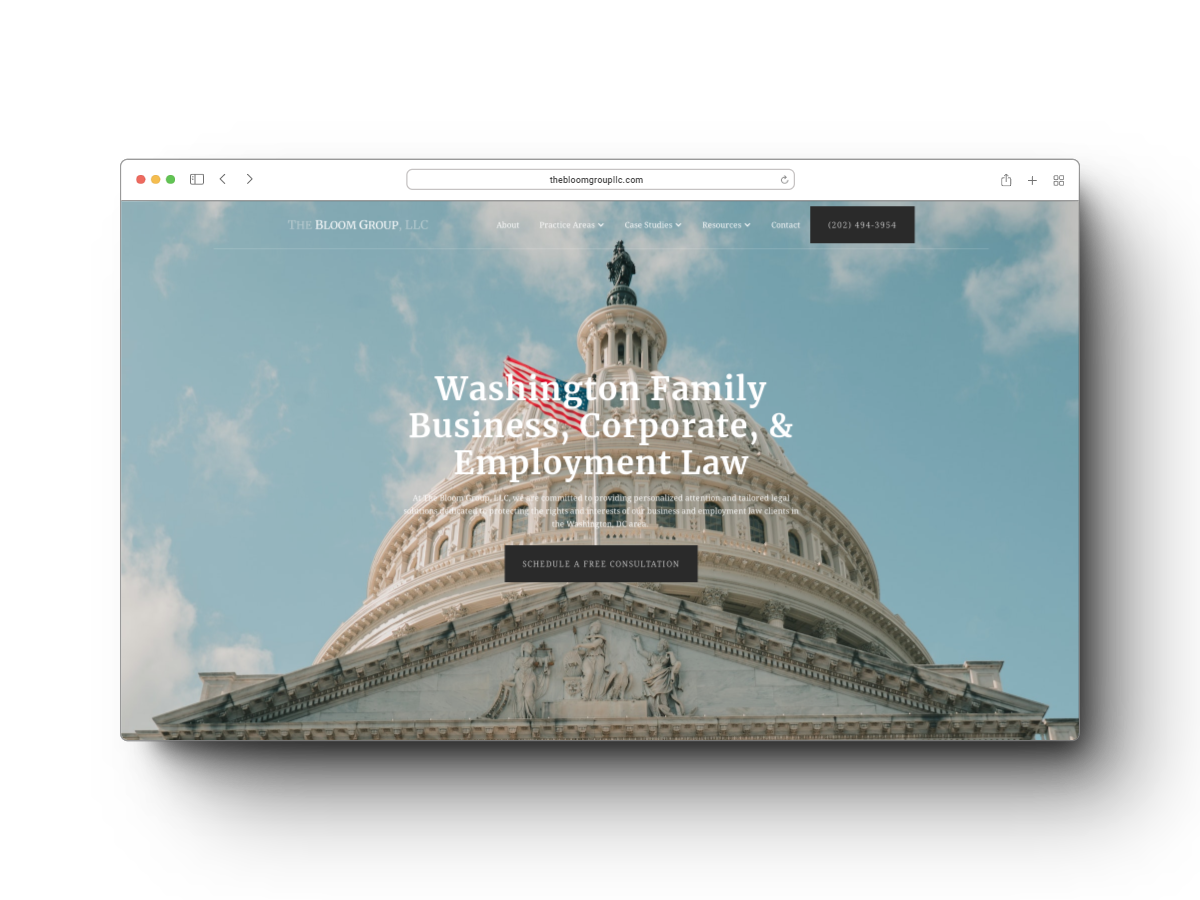 thebloomgroupllc.com
THE BLOOM GROUP, LLC
About Practice Areas Case Studies Resources Contact (202) 494-3954
Washington Family
Business, Corporate, &
Employment Law
At The Bloom Group, LLC, we are committed to providing personalized attention and tailored legal
solutions dedicated to protecting the rights and interests of our business and employment law clients in
the Washington, DC area.
SCHEDULE A FREE CONSULTATION